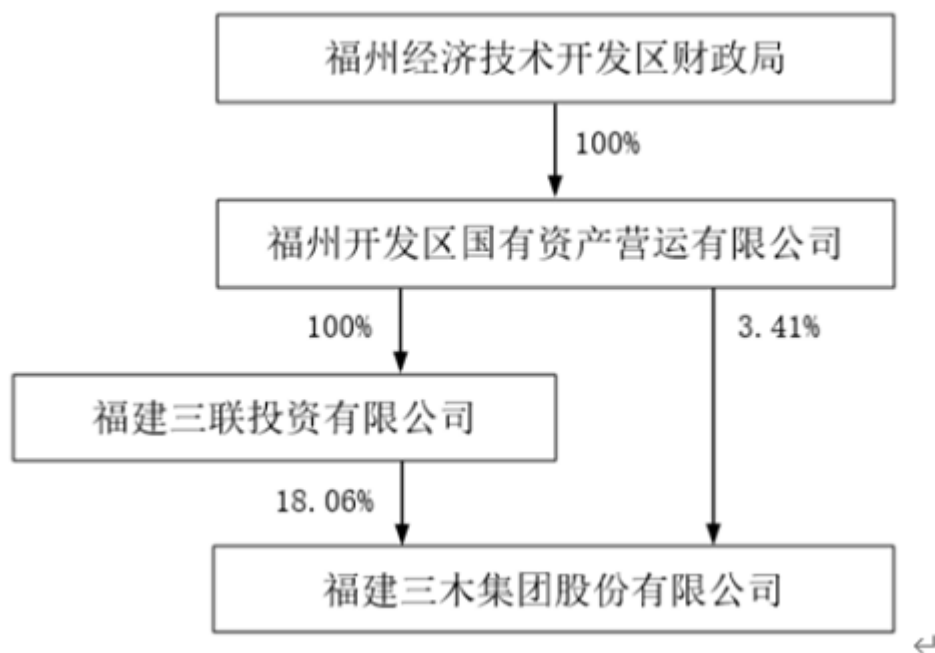 福州经济技术开发区财政局
100%
福州开发区国有资产营运有限公司
100%
3.41%
福建三联投资有限公司
18.06%
福建三木集团股份有限公司